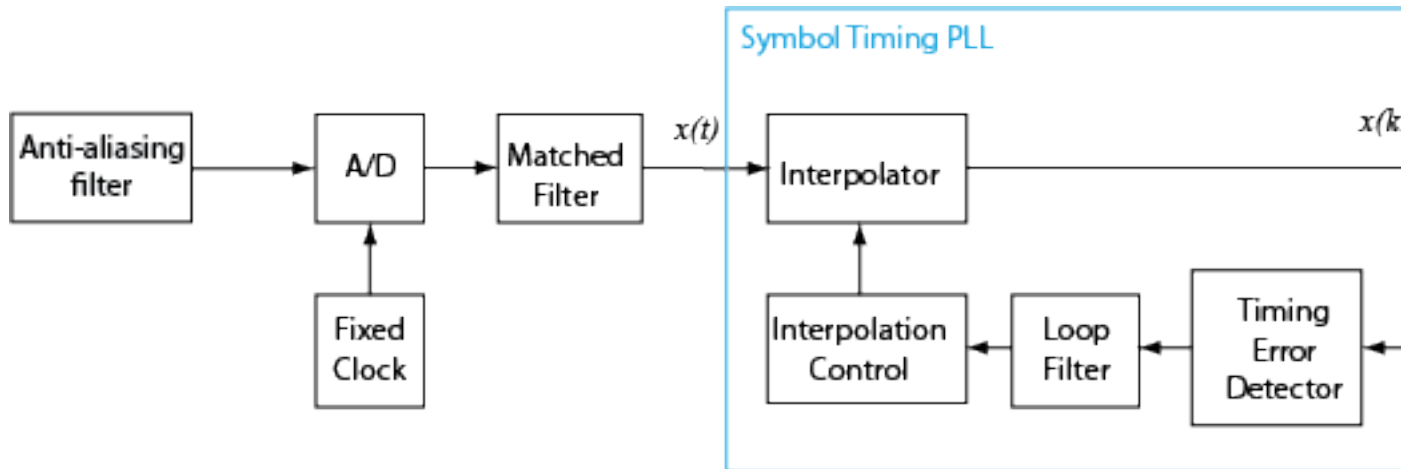 Symbol Timing PLL
Anti-aliasing
filter
A/D
Matched
Filter
x(t)
Interpolator
x(k
Fixed
Clock
Interpolation
Control
Loop
Filter
Timing
Error
Detector